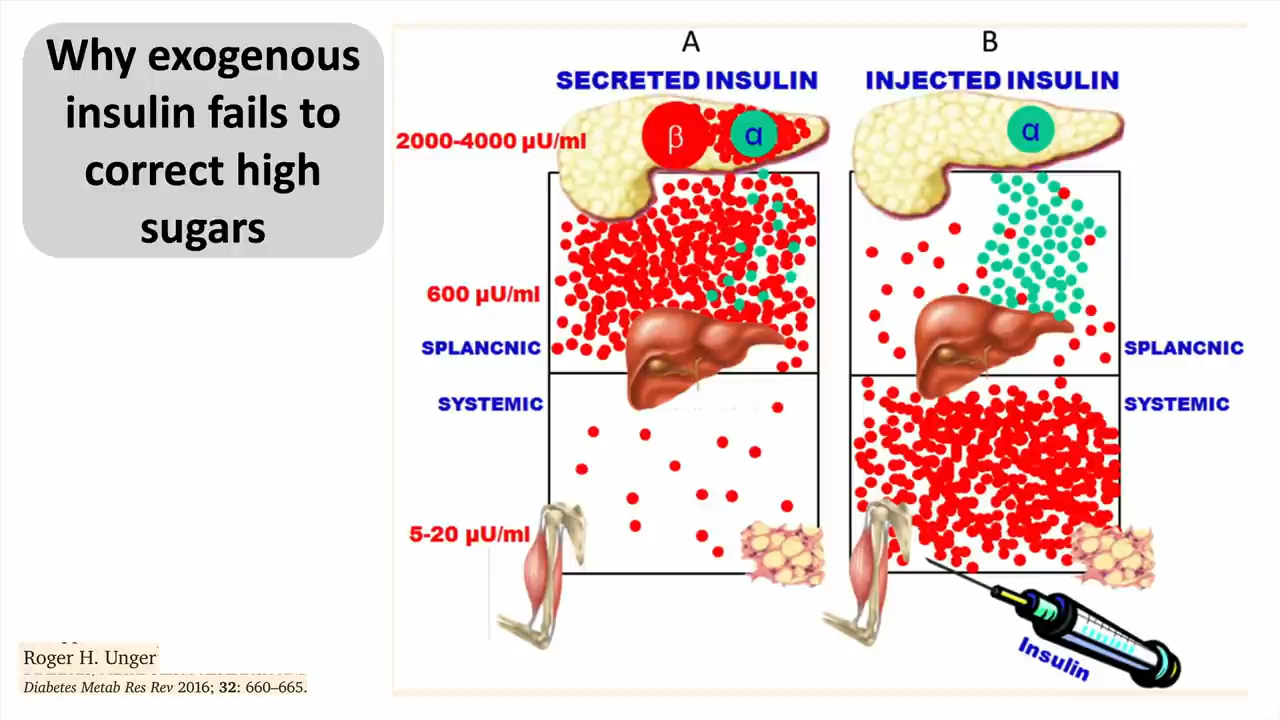 Why exogenous
insulin fails to
correct high
sugars
A
SECRETED INSULIN
2000-4000 µU/ml
β
α
600 µU/ml
SPLANCNIC
SYSTEMIC
5-20 µU/ml
B
INJECTED INSULIN
α
SPLANCNIC
SYSTEMIC
Insulin
Roger H. Unger
Diabetes Metab Res Rev 2016; 32: 660–665.